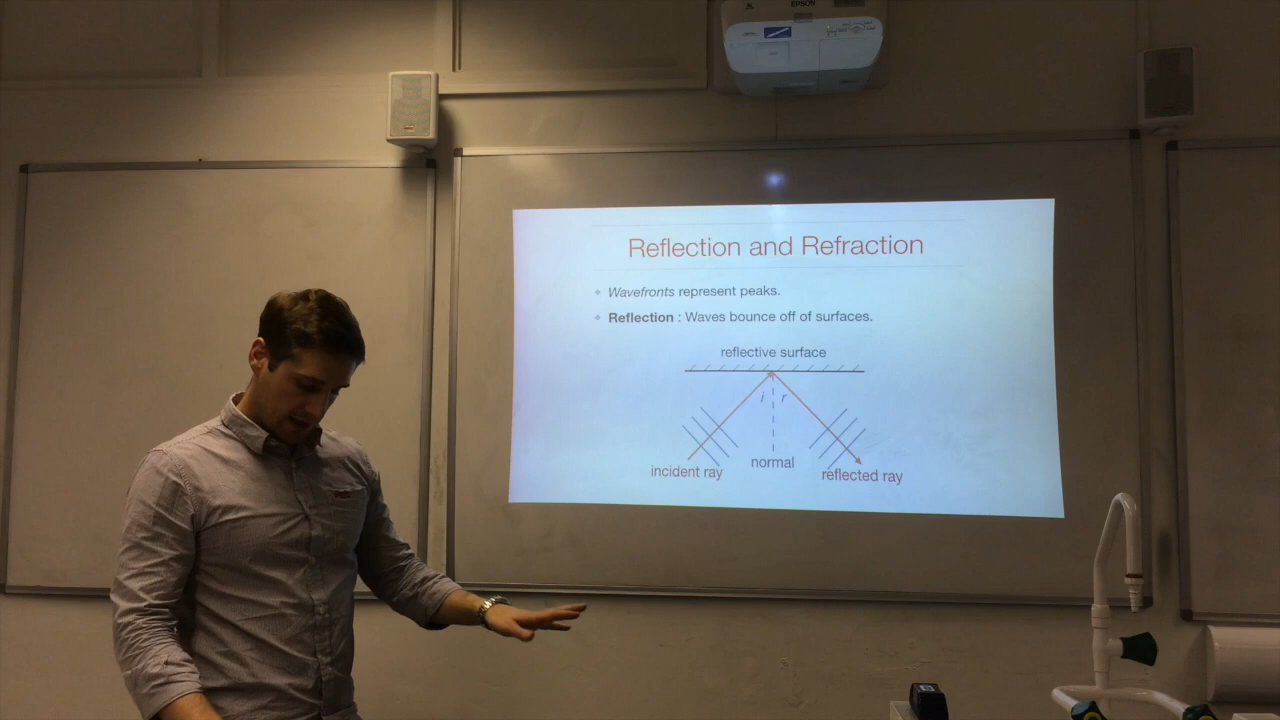 EPSON
Reflection and Refraction
Wavefronts represent peaks.
Reflection : Waves bounce off of surfaces.
reflective surface
i r
incident ray
normal
reflected ray